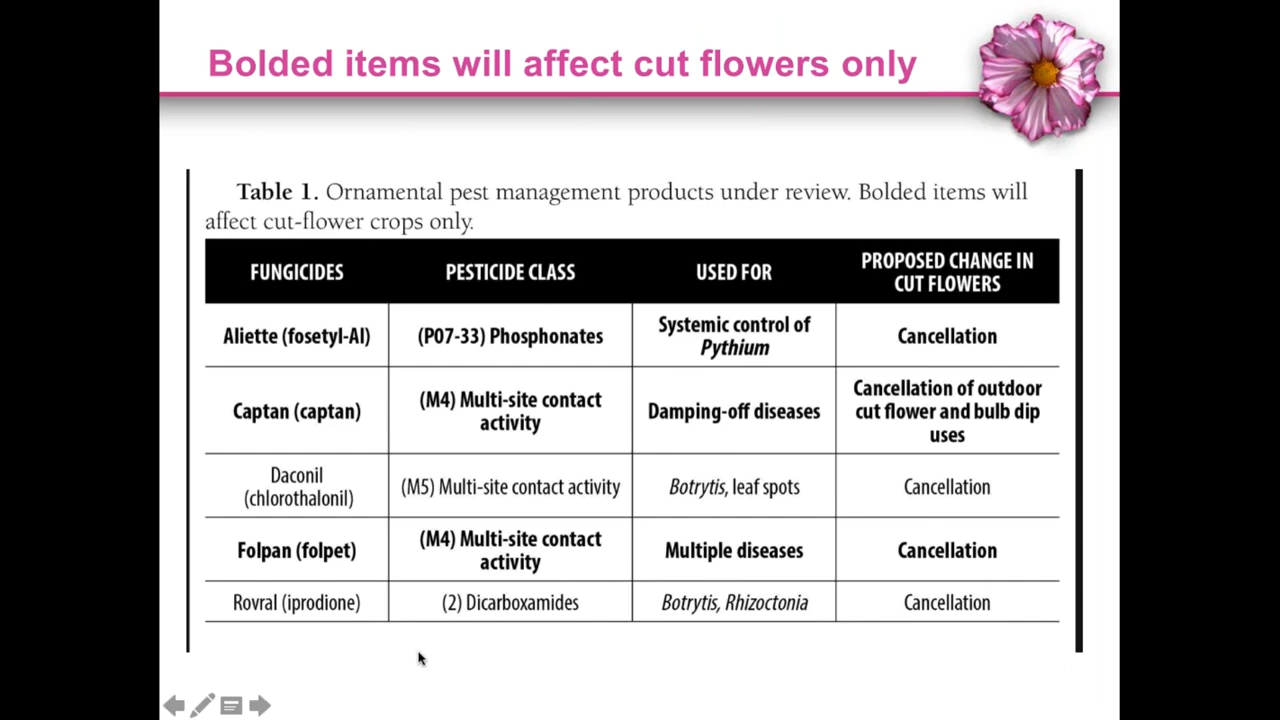 Bolded items will affect cut flowers only
Table 1. Ornamental pest management products under review. Bolded items will
affect cut-flower crops only.
FUNGICIDES
PESTICIDE CLASS
USED FOR
PROPOSED CHANGE IN
CUT FLOWERS
Aliette (fosetyl-Al)
(P07-33) Phosphonates
Systemic control of
Pythium
Cancellation
Captan (captan)
(M4) Multi-site contact
activity
Damping-off diseases
Cancellation of outdoor
cut flower and bulb dip
uses
Daconil
(chlorothalonil)
(M5) Multi-site contact activity
Botrytis, leaf spots
Cancellation
Folpan (folpet)
(M4) Multi-site contact
activity
Multiple diseases
Cancellation
Rovral (iprodione)
(2) Dicarboxamides
Botrytis, Rhizoctonia
Cancellation